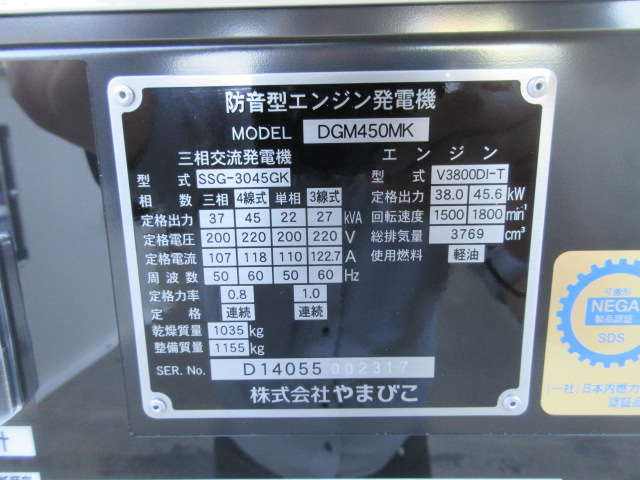 防音型エンジン発電機
MODEL DGM450MK
三相交流発電機
型式 SSG-3045GK
相数 三相 4線式 単相 3線式
定格出力 37 45 22 27 kVA
定格電圧 200 220 200 220 V
定格電流 107 118 110 122.7 A
周波数 50 60 50 60 Hz
定格力率 0.8 1.0
定格 連続 連続
乾燥質量 1035 kg
整備質量 1155 kg
エンジン
型式 V3800DI-T
定格出力 38.0 45.6 kW
回転速度 1500 1800 min⁻¹
総排気量 3769 cm³
使用燃料 軽油
SER. No. D14055 002317
株式会社やまびこ
可搬形
NEGA
製品認証
SDS
(一社)日本内燃力
認証品